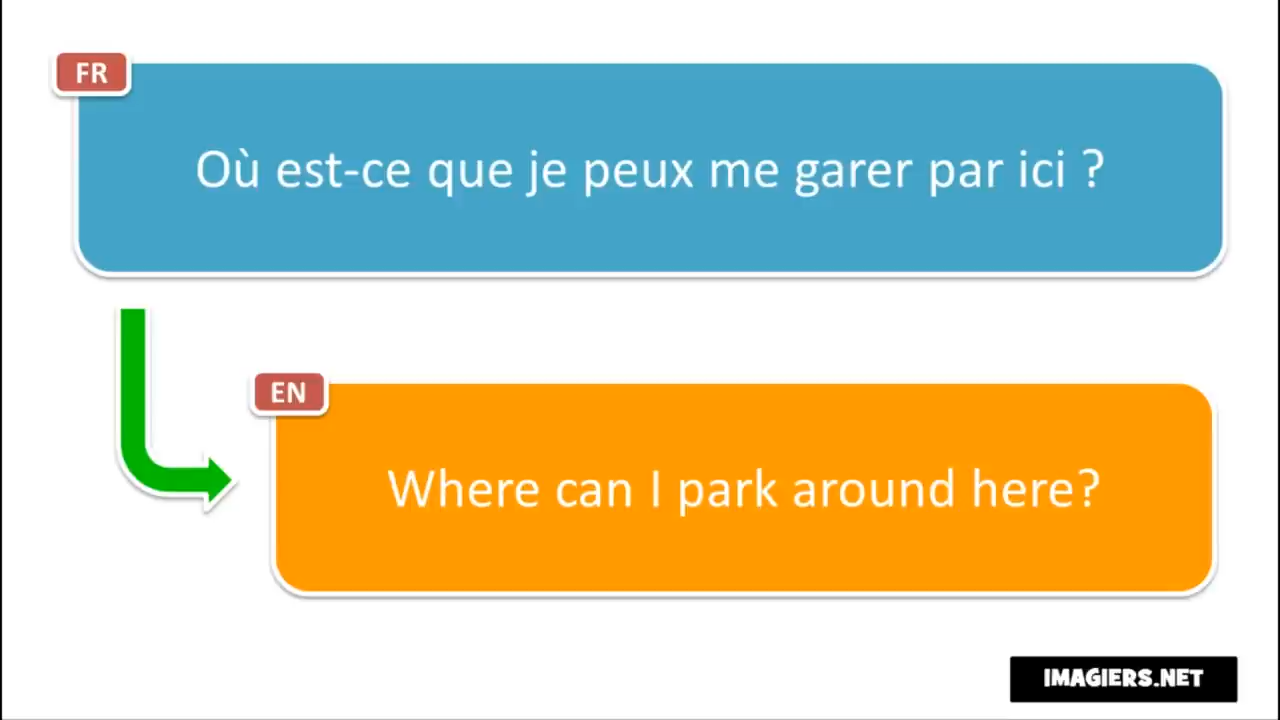 FR
Où est-ce que je peux me garer par ici ?
EN
Where can I park around here?
IMAGIERS.NET